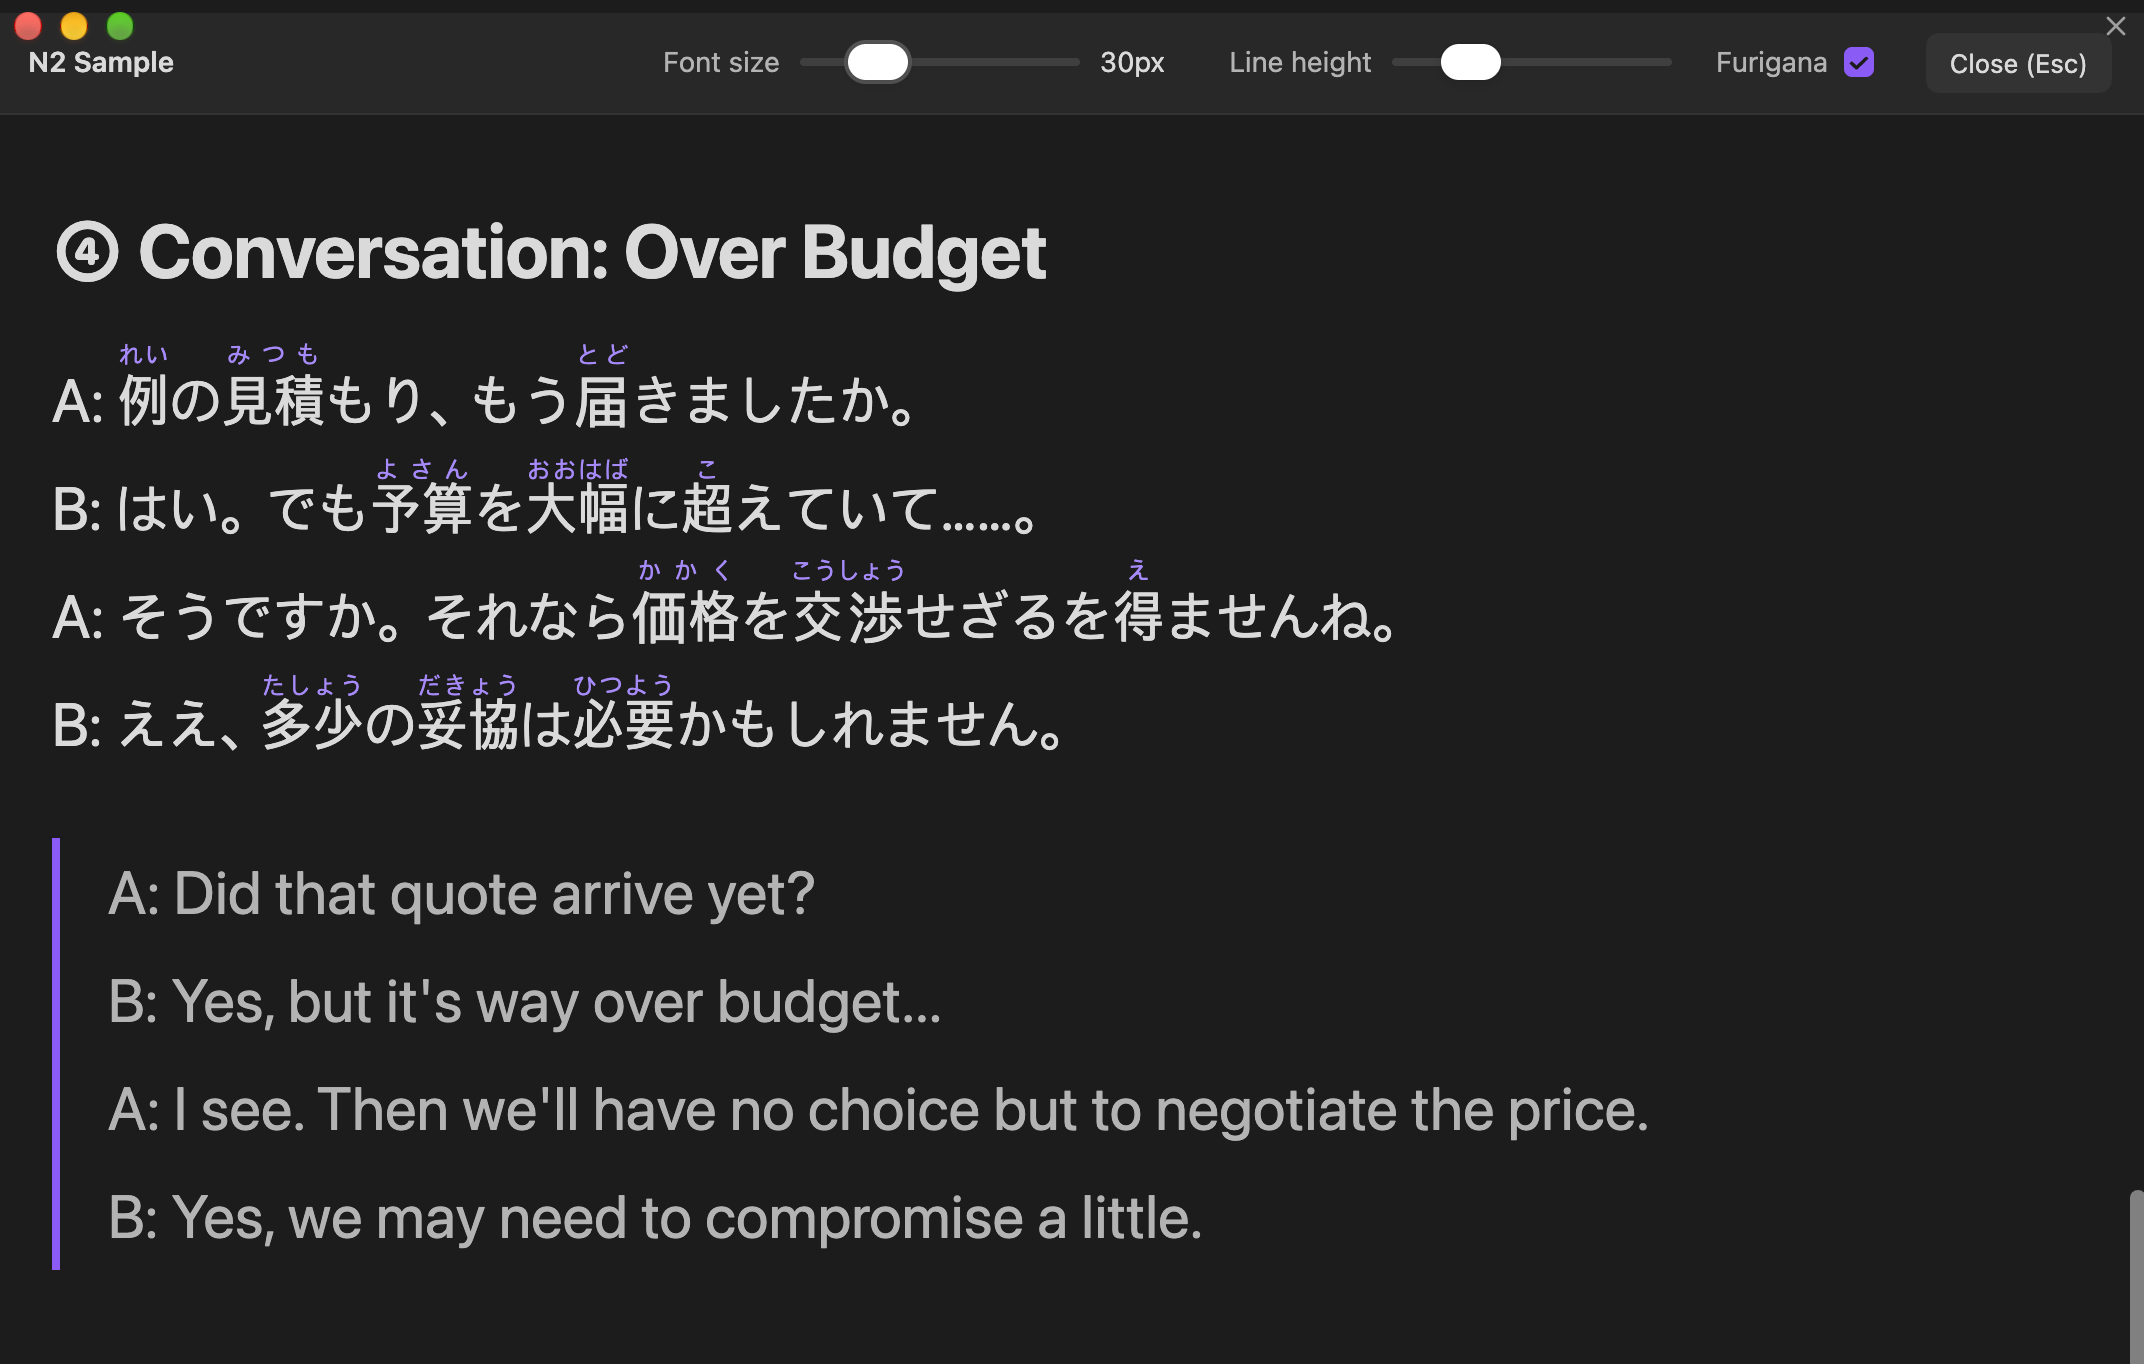 N2 Sample
Font size 30px Line height Furigana Close (Esc)
④ Conversation: Over Budget
れい みつも とど
A: 例の見積もり、もう届きましたか。
よさん おおはば こ
B: はい。でも予算を大幅に超えていて……。
かかく こうしょう え
A: そうですか。それなら価格を交渉せざるを得ませんね。
たしょう だきょう ひつよう
B: ええ、多少の妥協は必要かもしれません。
A: Did that quote arrive yet?
B: Yes, but it's way over budget...
A: I see. Then we'll have no choice but to negotiate the price.
B: Yes, we may need to compromise a little.